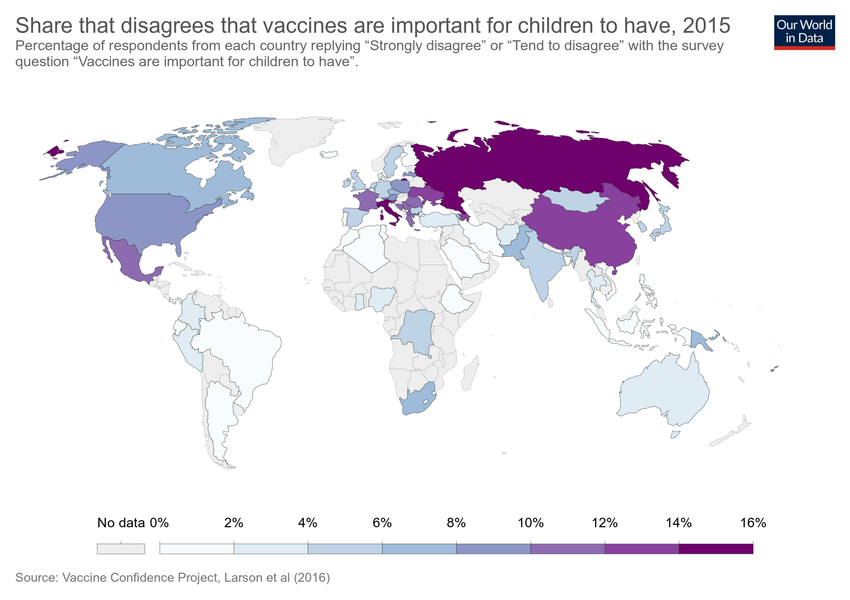 Share that disagrees that vaccines are important for children to have, 2015
Our World
in Data
Percentage of respondents from each country replying “Strongly disagree” or “Tend to disagree” with the survey
question “Vaccines are important for children to have”.
No data 0% 2% 4% 6% 8% 10% 12% 14% 16%
Source: Vaccine Confidence Project, Larson et al (2016)